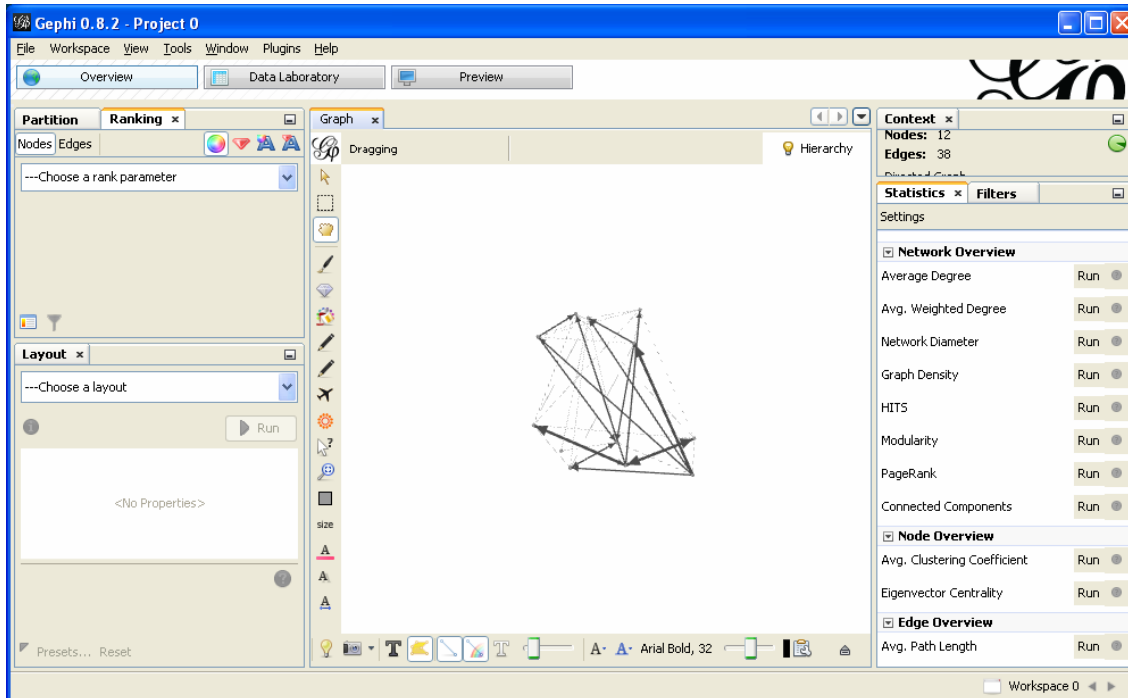 Gephi 0.8.2 - Project 0
File Workspace View Tools Window Plugins Help
Overview Data Laboratory Preview
Partition Ranking ×
Nodes Edges
---Choose a rank parameter
Layout ×
---Choose a layout
Run
<No Properties>
Presets... Reset
Graph ×
Dragging
Hierarchy
size
A
A
A
T T A- A- Arial Bold, 32
Context ×
Nodes: 12
Edges: 38
Directed Graph
Statistics × Filters
Settings
Network Overview
Average Degree Run
Avg. Weighted Degree Run
Network Diameter Run
Graph Density Run
HITS Run
Modularity Run
PageRank Run
Connected Components Run
Node Overview
Avg. Clustering Coefficient Run
Eigenvector Centrality Run
Edge Overview
Avg. Path Length Run
Workspace 0